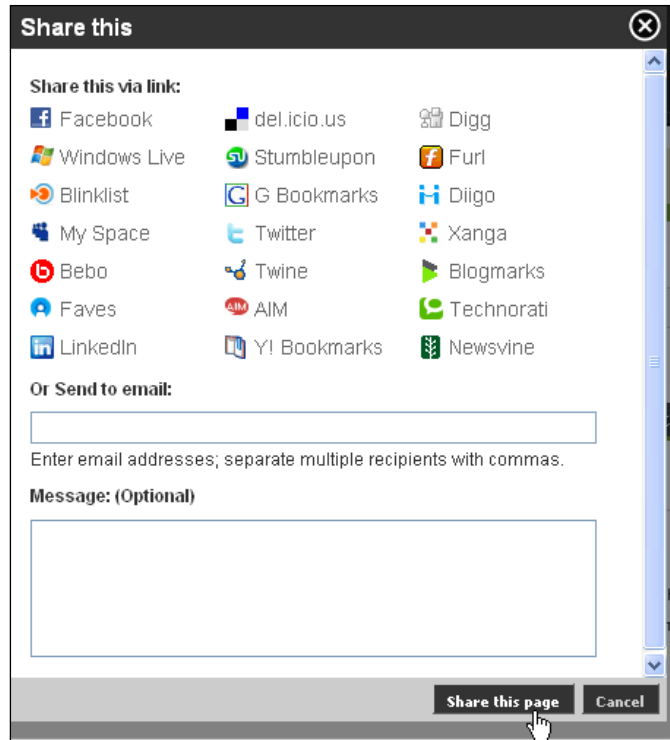 Share this
Share this via link:
Facebook del.icio.us Digg
Windows Live Stumbleupon Furl
Blinklist G G Bookmarks Diigo
My Space Twitter Xanga
Bebo Twine Blogmarks
Faves AIM AIM Technorati
in LinkedIn Y! Bookmarks Newsvine
Or Send to email:
Enter email addresses; separate multiple recipients with commas.
Message: (Optional)
Share this page Cancel